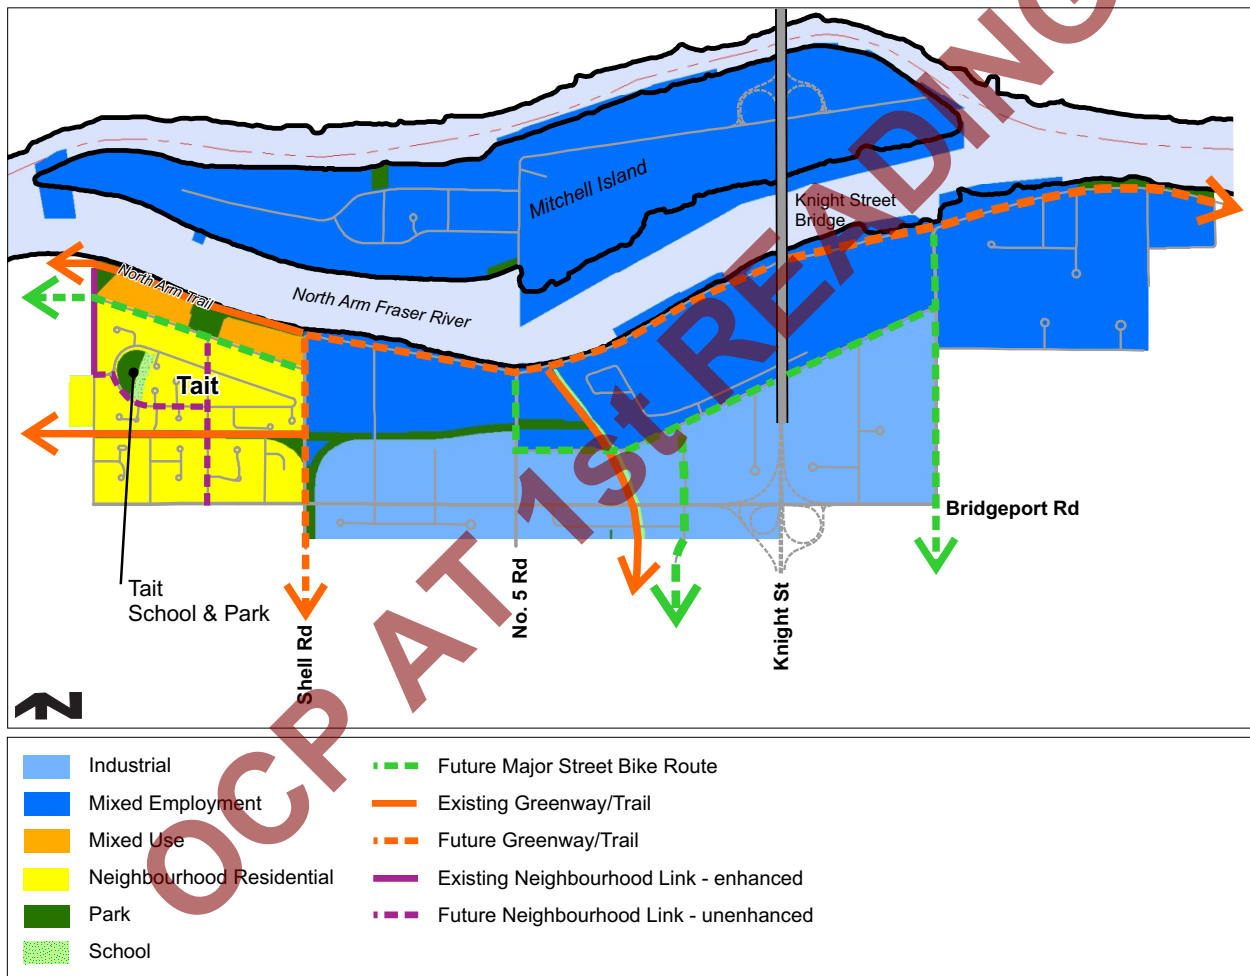 Mitchell Island
Knight Street
Bridge
North Arm Trail
North Arm Fraser River
Tait
Bridgeport Rd
Tait
School & Park
Shell Rd
No. 5 Rd
Knight St
N
OCP AT 1st READING
Industrial
Mixed Employment
Mixed Use
Neighbourhood Residential
Park
School
Future Major Street Bike Route
Existing Greenway/Trail
Future Greenway/Trail
Existing Neighbourhood Link - enhanced
Future Neighbourhood Link - unenhanced